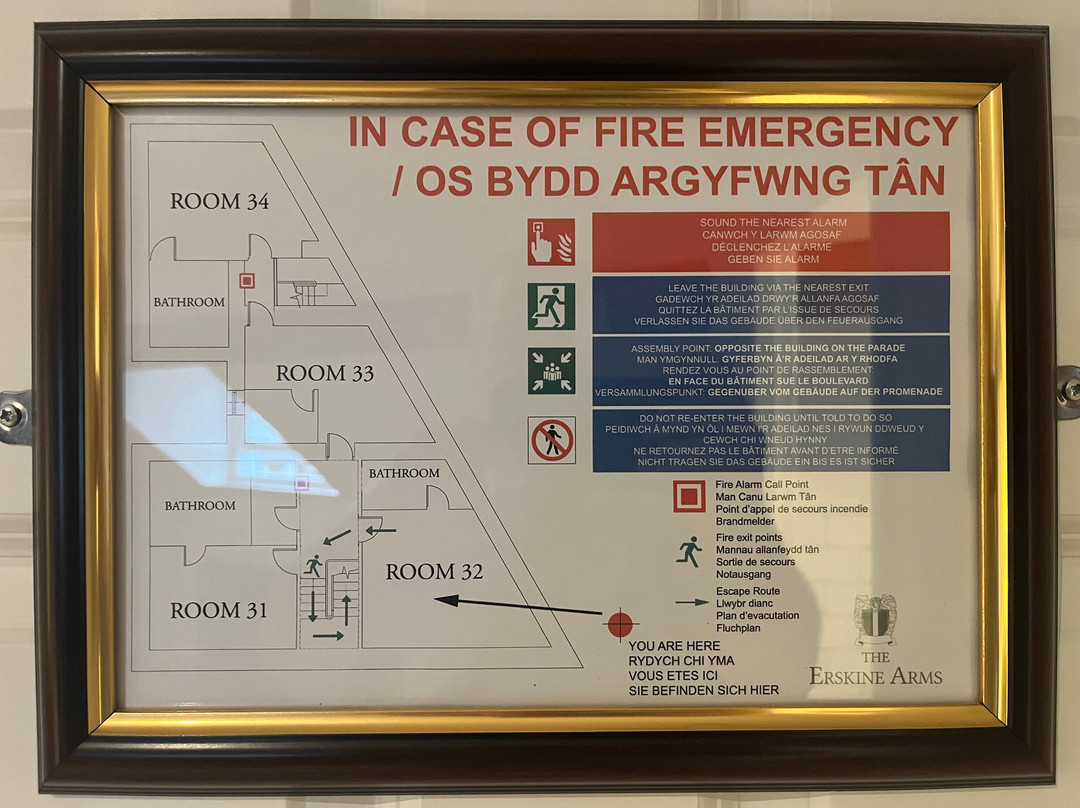 IN CASE OF FIRE EMERGENCY
/ OS BYDD ARGYFWNG TÂN
SOUND THE NEAREST ALARM
CANWCH Y LARWM AGOSAF
DÉCLENCHEZ L'ALARME
GEBEN SIE ALARM
LEAVE THE BUILDING VIA THE NEAREST EXIT
GADEWCH YR ADEILAD DRWY'R ALLANFA AGOSAF
QUITTEZ LA BÂTIMENT PAR L'ISSUE DE SECOURS
VERLASSEN SIE DAS GEBÄUDE ÜBER DEN FEUERAUSGANG
ASSEMBLY POINT: OPPOSITE THE BUILDING ON THE PARADE
MAN YMGYNNULL: GYFERBYN Â'R ADEILAD AR Y RHODFA
RENDEZ VOUS AU POINT DE RASSEMBLEMENT:
EN FACE DU BÂTIMENT SUE LE BOULEVARD
VERSAMMLUNGSPUNKT: GEGENUBER VOM GEBÄUDE AUF DER PROMENADE
DO NOT RE-ENTER THE BUILDING UNTIL TOLD TO DO SO
PEIDIWCH Â MYND YN ÔL I MEWN I'R ADEILAD NES I RYWUN DDWEUD Y
CEWCH CHI WNEUD HYNNY
NE RETOURNEZ PAS LE BÂTIMENT AVANT D'ETRE INFORMÉ
NICHT TRAGEN SIE DAS GEBÄUDE EIN BIS ES IST SICHER
Fire Alarm Call Point
Man Canu Larwm Tân
Point d'appel de secours incendie
Brandmelder
Fire exit points
Mannau allanfeydd tân
Sortie de secours
Notausgang
Escape Route
Llwybr dianc
Plan d'evacutation
Fluchplan
YOU ARE HERE
RYDYCH CHI YMA
VOUS ETES ICI
SIE BEFINDEN SICH HIER
THE
ERSKINE ARMS
ROOM 34
BATHROOM
ROOM 33
BATHROOM
BATHROOM
ROOM 32
ROOM 31